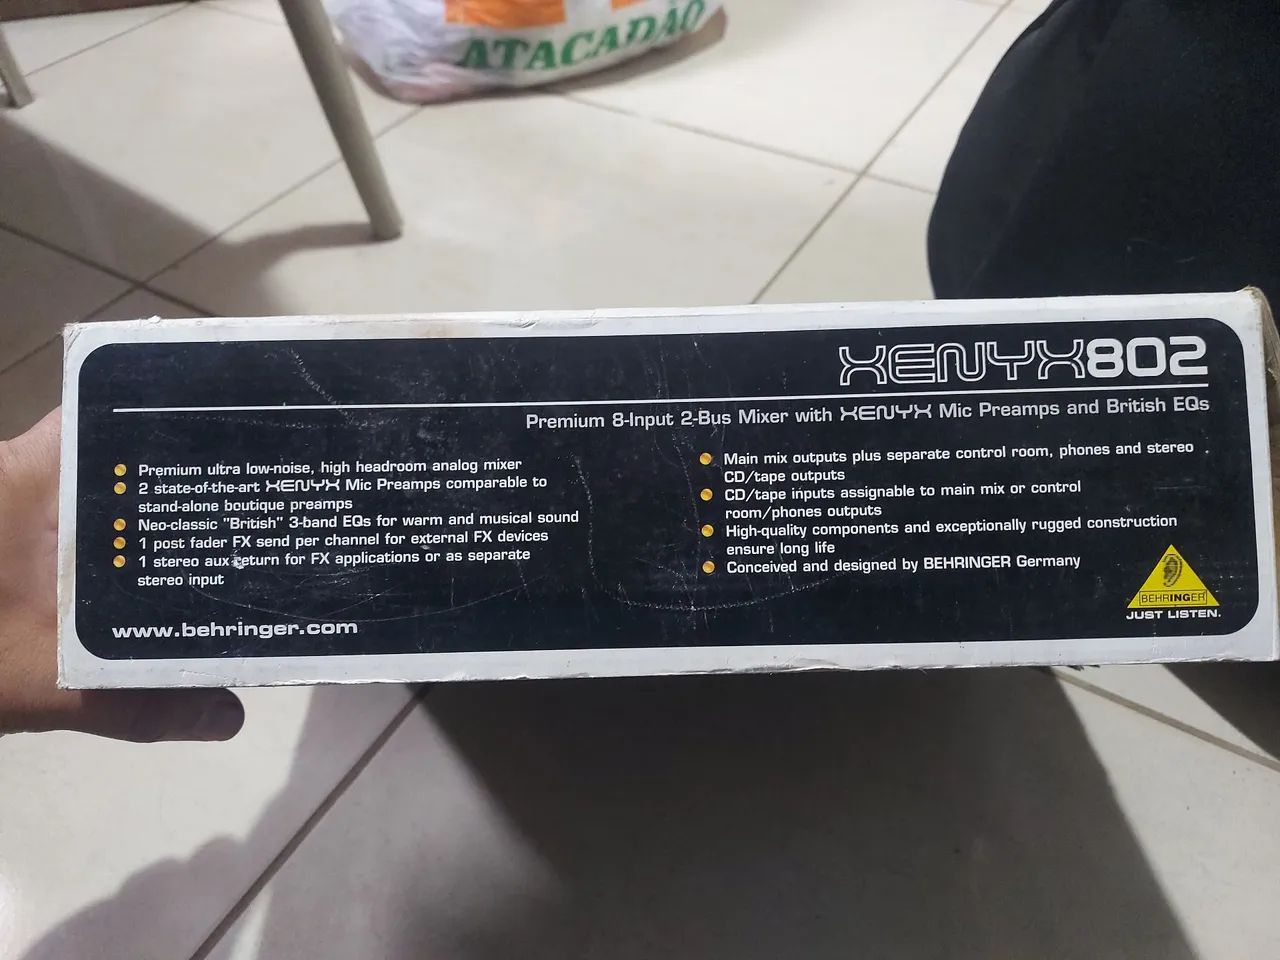 ATACADÃO
XENYX802
Premium 8-Input 2-Bus Mixer with XENYX Mic Preamps and British EQs
Premium ultra low-noise, high headroom analog mixer
2 state-of-the-art XENYX Mic Preamps comparable to
stand-alone boutique preamps
Neo-classic "British" 3-band EQs for warm and musical sound
1 post fader FX send per channel for external FX devices
1 stereo aux return for FX applications or as separate
stereo input
Main mix outputs plus separate control room, phones and stereo
CD/tape outputs
CD/tape inputs assignable to main mix or control
room/phones outputs
High-quality components and exceptionally rugged construction
ensure long life
Conceived and designed by BEHRINGER Germany
www.behringer.com
BEHRINGER
JUST LISTEN.